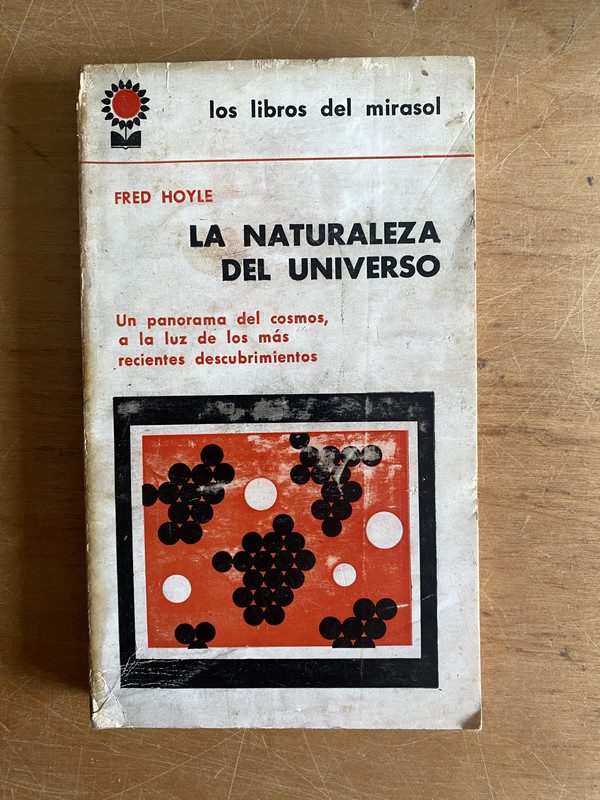 los libros del mirasol
FRED HOYLE
LA NATURALEZA
DEL UNIVERSO
Un panorama del cosmos,
a la luz de los más
recientes descubrimientos